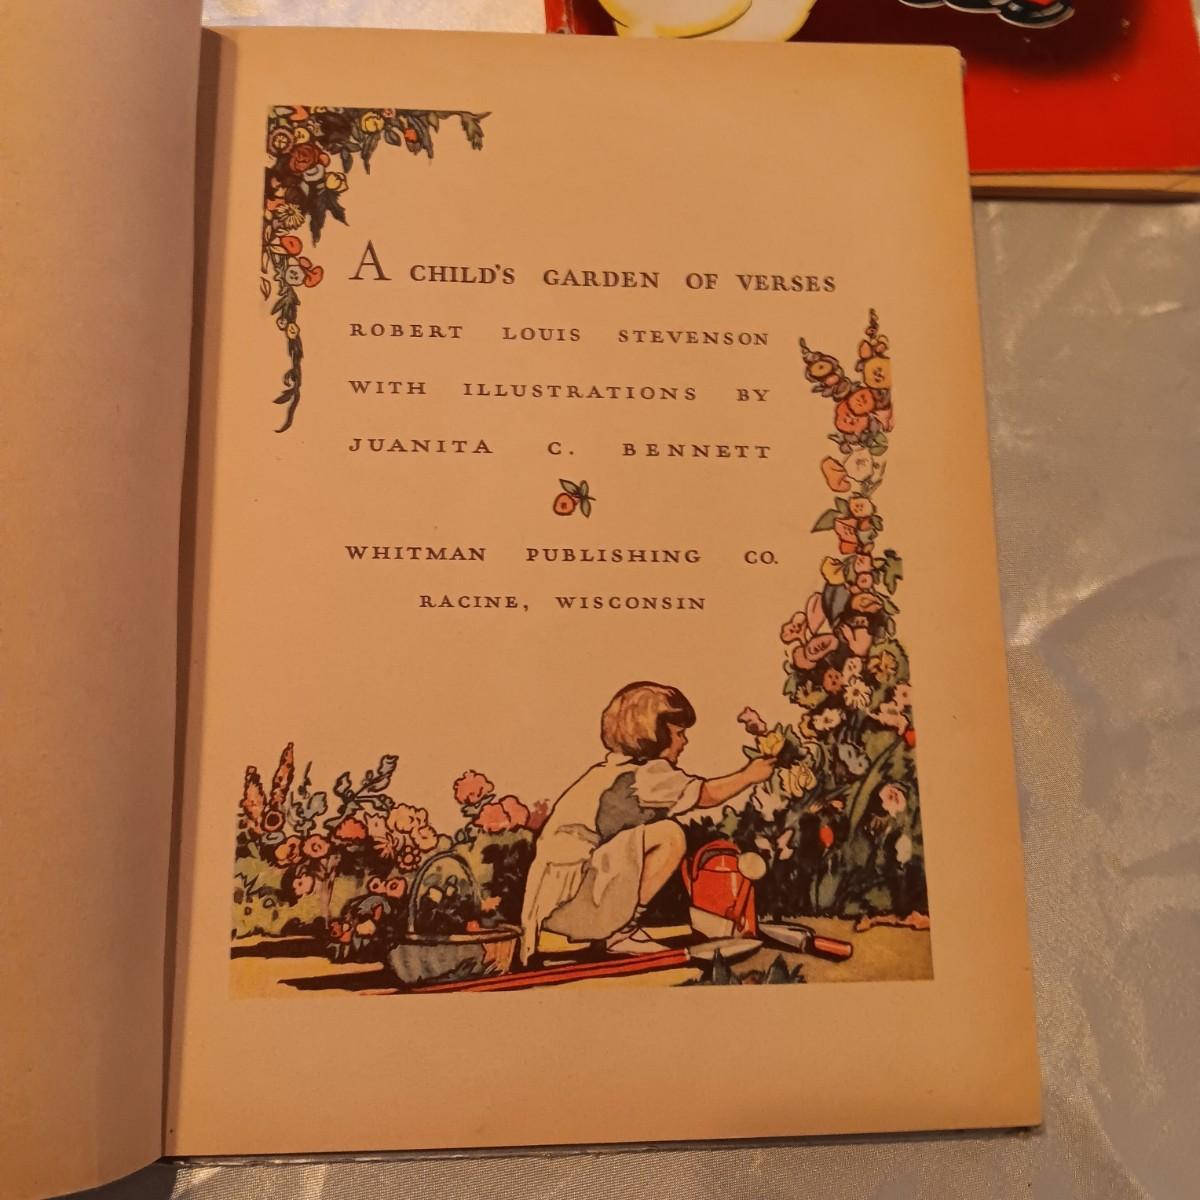 A CHILD'S GARDEN OF VERSES
ROBERT LOUIS STEVENSON
WITH ILLUSTRATIONS BY
JUANITA C. BENNETT
WHITMAN PUBLISHING CO.
RACINE, WISCONSIN